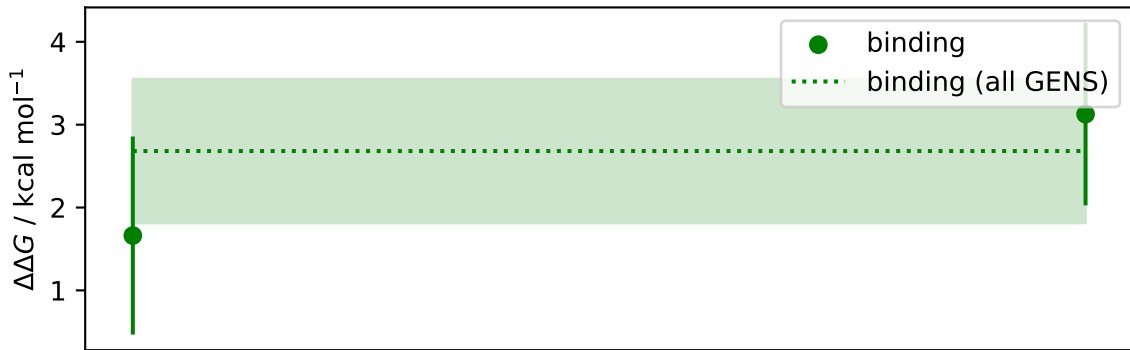 4
3
2
1
ΔΔG / kcal mol⁻¹
binding
binding (all GENS)